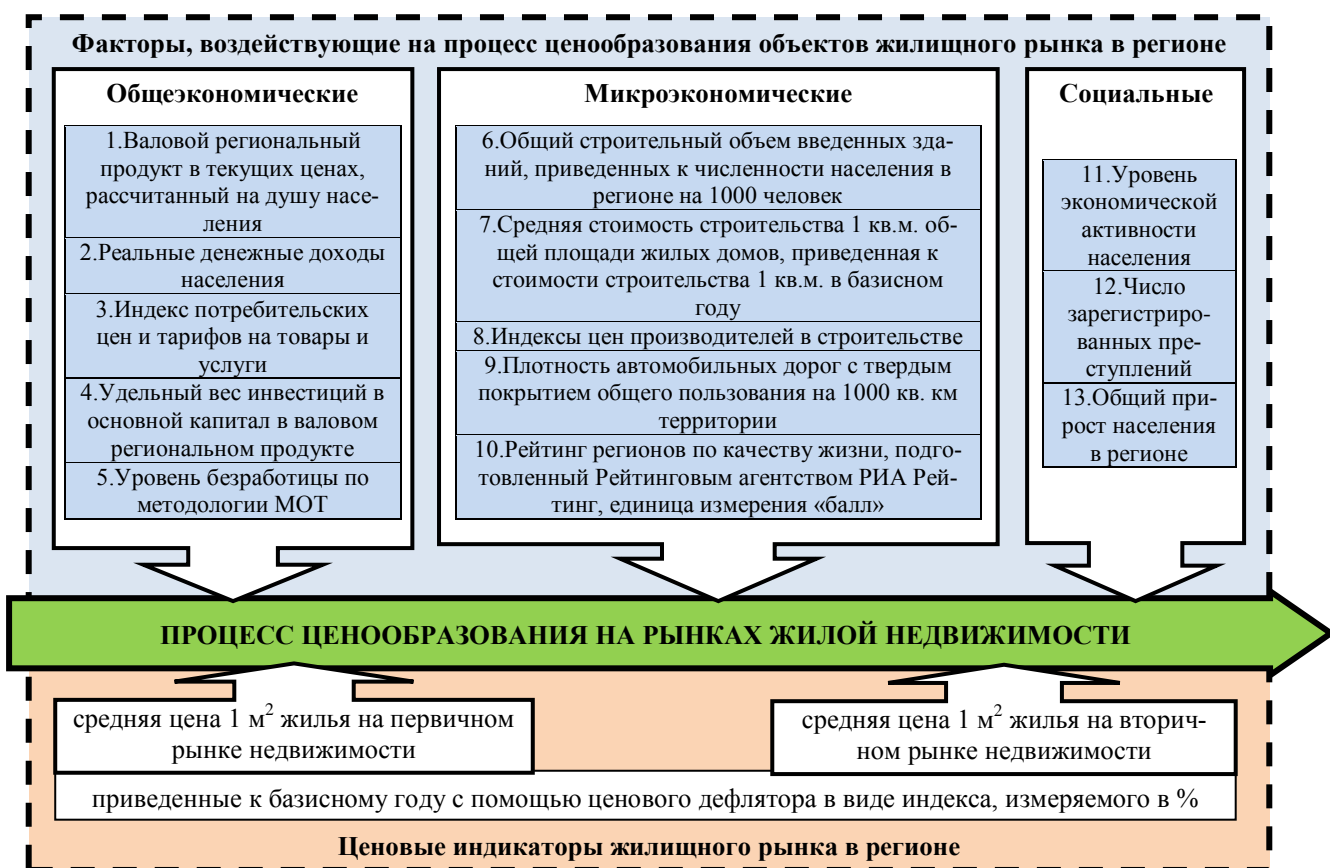 Факторы, воздействующие на процесс ценообразования объектов жилищного рынка в регионе
Общеэкономические
1.Валовой региональный
продукт в текущих ценах,
рассчитанный на душу насе-
ления
2.Реальные денежные доходы
населения
3.Индекс потребительских
цен и тарифов на товары и
услуги
4.Удельный вес инвестиций в
основной капитал в валовом
региональном продукте
5.Уровень безработицы по
методологии МОТ
Микроэкономические
6.Общий строительный объем введенных зда-
ний, приведенных к численности населения в
регионе на 1000 человек
7.Средняя стоимость строительства 1 кв.м. об-
щей площади жилых домов, приведенная к
стоимости строительства 1 кв.м. в базисном
году
8.Индексы цен производителей в строительстве
9.Плотность автомобильных дорог с твердым
покрытием общего пользования на 1000 кв. км
территории
10.Рейтинг регионов по качеству жизни, подго-
товленный Рейтинговым агентством РИА Рей-
тинг, единица измерения «балл»
Социальные
11.Уровень
экономической
активности
населения
12.Число
зарегистриро-
ванных пре-
ступлений
13.Общий при-
рост населения
в регионе
ПРОЦЕСС ЦЕНООБРАЗОВАНИЯ НА РЫНКАХ ЖИЛОЙ НЕДВИЖИМОСТИ
средняя цена 1 м² жилья на первичном
рынке недвижимости
средняя цена 1 м² жилья на вторич-
ном рынке недвижимости
приведенные к базисному году с помощью ценового дефлятора в виде индекса, измеряемого в %
Ценовые индикаторы жилищного рынка в регионе